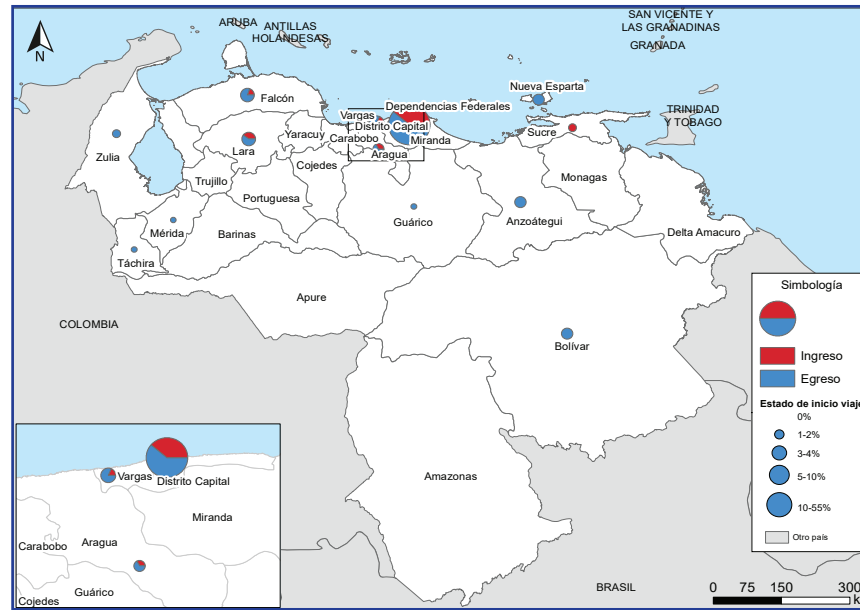 SAN VICENTE Y
LAS GRANADINAS
ARUBA
ANTILLAS
HOLANDESAS
GRANADA
N
Nueva Esparta
Falcón
Vargas
Dependencias Federales
TRINIDAD
Y TOBAGO
Distrito Capital
Yaracuy
Carabobo
Miranda
Sucre
Zulia
Lara
Aragua
Cojedes
Trujillo
Monagas
Portuguesa
Guárico
Anzoátegui
Mérida
Barinas
Delta Amacuro
Táchira
Apure
COLOMBIA
Bolívar
Amazonas
BRASIL
Simbología
Ingreso
Egreso
Estado de inicio viaje
0%
1-2%
3-4%
5-10%
10-55%
Otro país
Vargas
Distrito Capital
Miranda
Carabobo
Aragua
Guárico
Cojedes
0 75 150 300